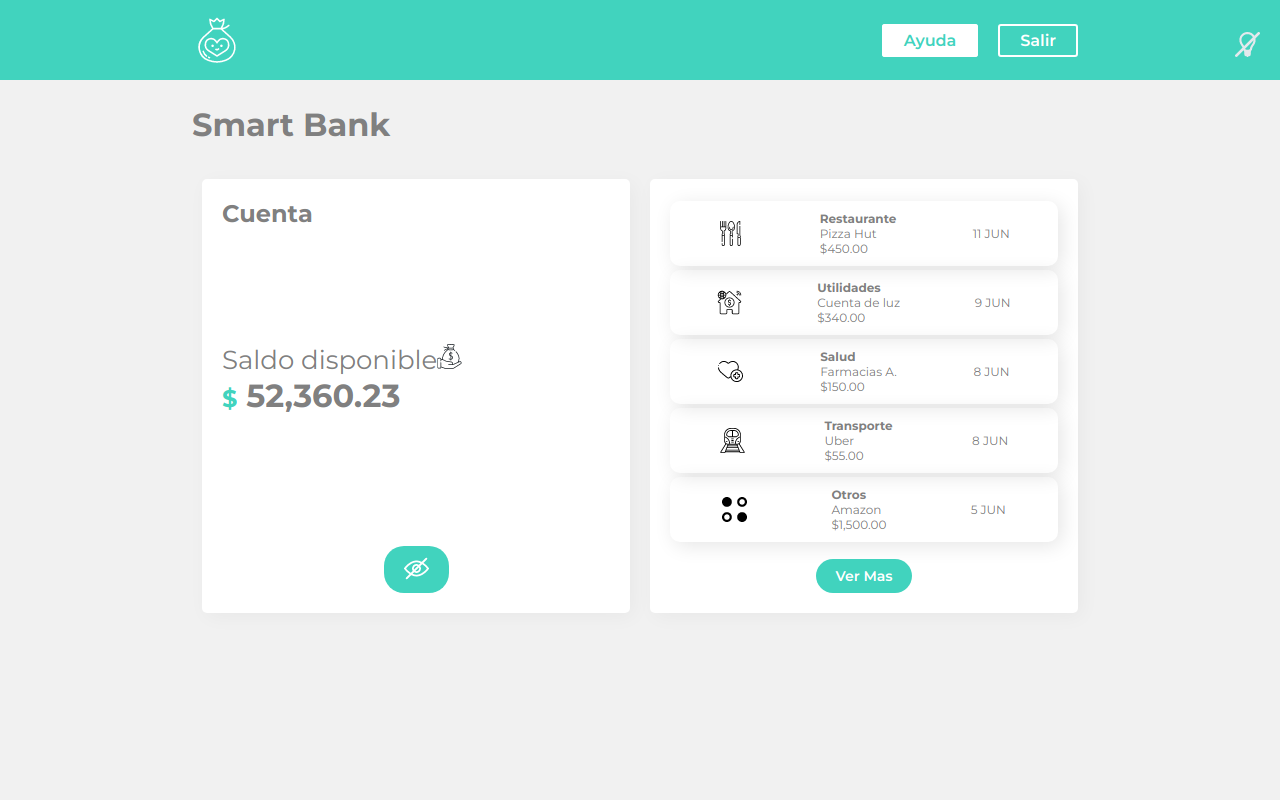 Ayuda
Salir
Smart Bank
Cuenta
Saldo disponible
$ 52,360.23
Restaurante
Pizza Hut
$450.00
11 JUN
Utilidades
Cuenta de luz
$340.00
9 JUN
Salud
Farmacias A.
$150.00
8 JUN
Transporte
Uber
$55.00
8 JUN
Otros
Amazon
$1,500.00
5 JUN
Ver Mas